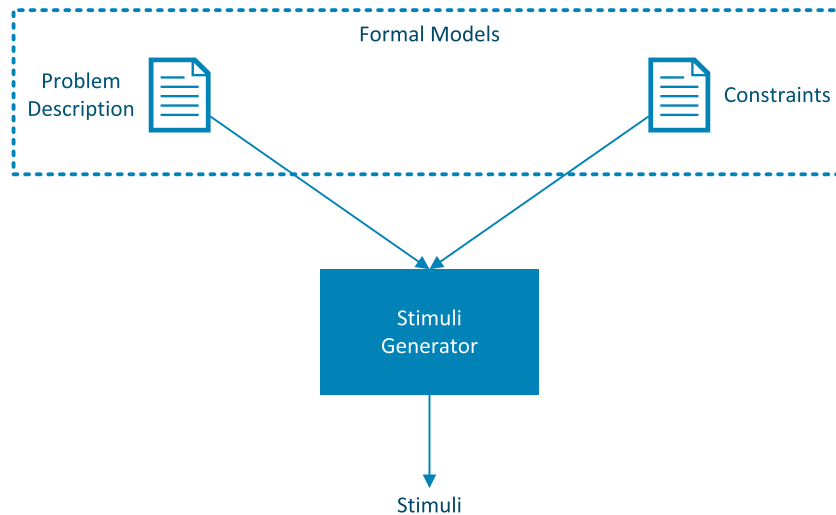 Formal Models
Problem
Description
Constraints
Stimuli
Generator
Stimuli